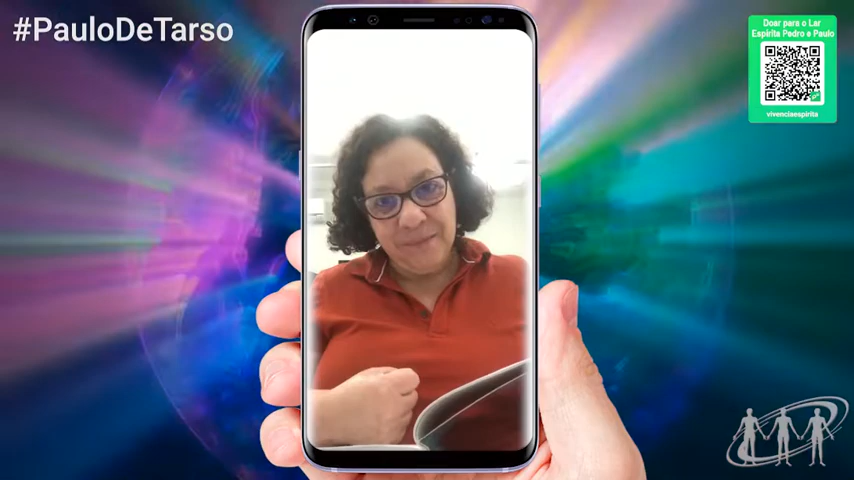 #PauloDeTarso
Doar para o Lar
Espírita Pedro e Paulo
vivenciaespirita